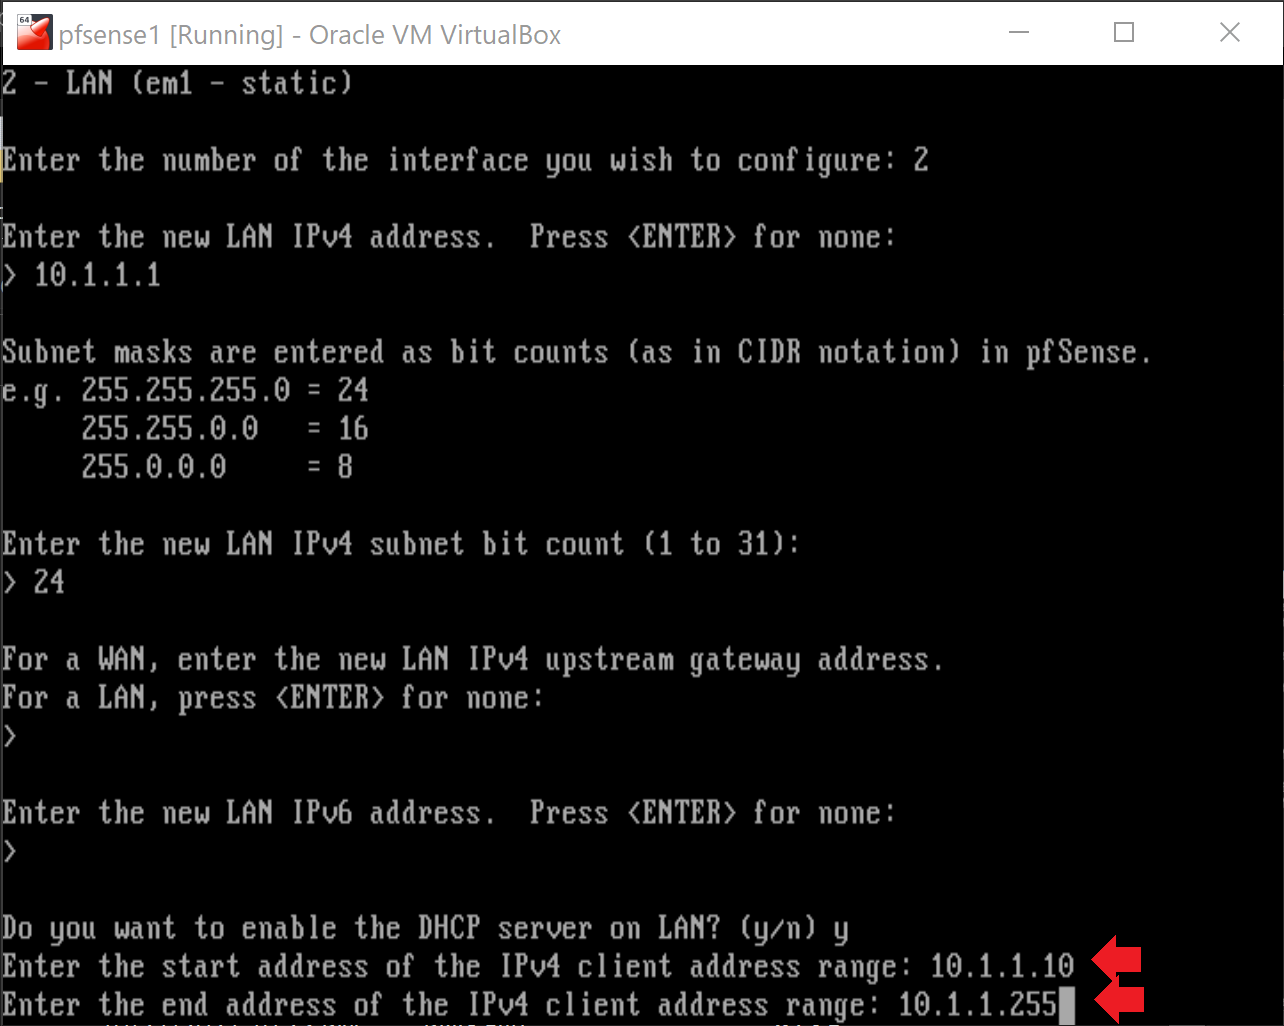 64
pfsense1 [Running] - Oracle VM VirtualBox
2 - LAN (em1 - static)
Enter the number of the interface you wish to configure: 2
Enter the new LAN IPv4 address.  Press <ENTER> for none:
> 10.1.1.1
Subnet masks are entered as bit counts (as in CIDR notation) in pfSense.
e.g. 255.255.255.0 = 24
     255.255.0.0   = 16
     255.0.0.0     = 8
Enter the new LAN IPv4 subnet bit count (1 to 31):
> 24
For a WAN, enter the new LAN IPv4 upstream gateway address.
For a LAN, press <ENTER> for none:
>
Enter the new LAN IPv6 address.  Press <ENTER> for none:
>
Do you want to enable the DHCP server on LAN? (y/n) y
Enter the start address of the IPv4 client address range: 10.1.1.10
Enter the end address of the IPv4 client address range: 10.1.1.255